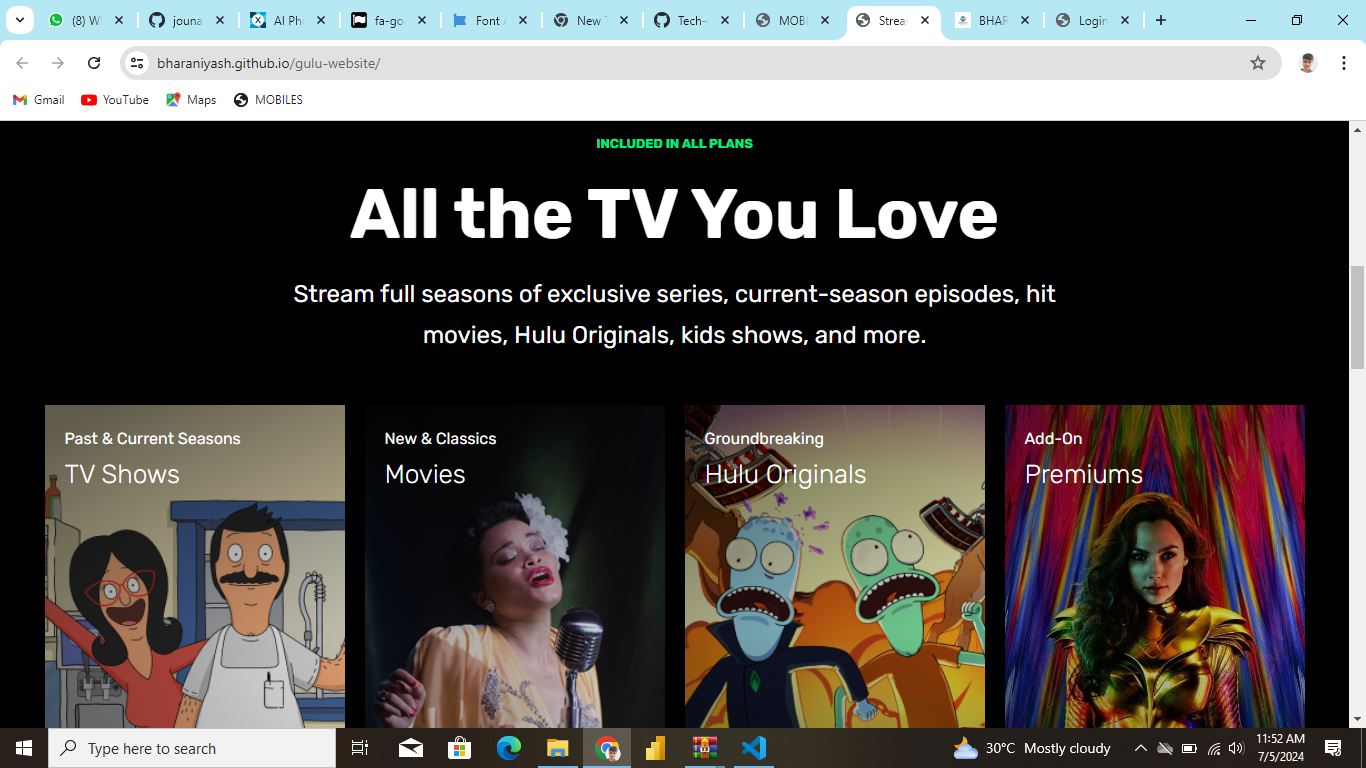 (8) W
jouna
AI Ph
fa-go
Font
New T
Tech-
MOBI
Strea
BHAR
Login
bharaniyash.github.io/gulu-website/
Gmail
YouTube
Maps
MOBILES
INCLUDED IN ALL PLANS
All the TV You Love
Stream full seasons of exclusive series, current-season episodes, hit
movies, Hulu Originals, kids shows, and more.
Past & Current Seasons
TV Shows
New & Classics
Movies
Groundbreaking
Hulu Originals
Add-On
Premiums
Type here to search
30°C Mostly cloudy
11:52 AM
7/5/2024